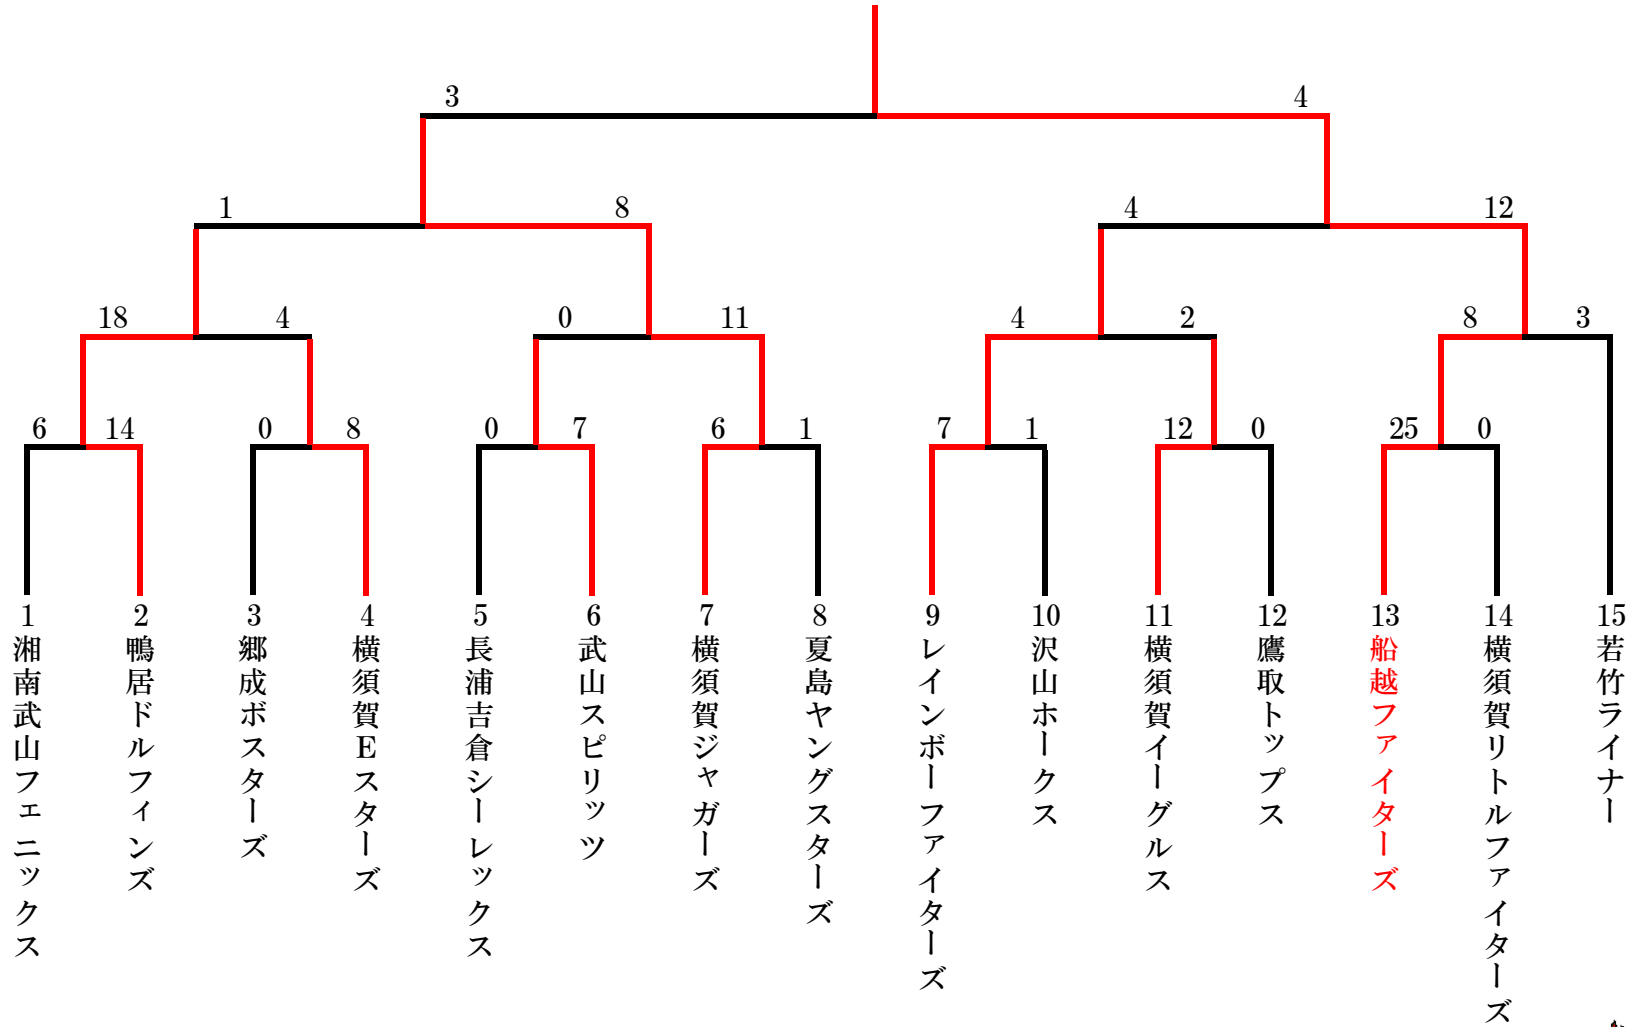 3 4
1 8 4 12
18 4 0 11 4 2 8 3
6 14 0 8 0 7 6 1 7 1 12 0 25 0
1 2 3 4 5 6 7 8 9 10 11 12 13 14 15
湘南武山フェニックス
鴨居ドルフィンズ
郷成ボスターズ
横須賀Eスターズ
長浦吉倉シーレックス
武山スピリッツ
横須賀ジャガーズ
夏島ヤングスターズ
レインボーファイターズ
沢山ホークス
横須賀イーグルス
鷹取トップス
船越ファイターズ
横須賀リトルファイターズ
若竹ライナー